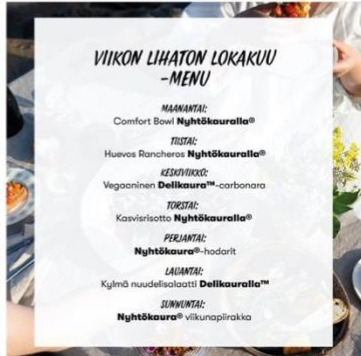 VIIKON LIHATON LOKAKUU
-MENU
MAANANTAI:
Comfort Bowl Nyhtökauralla®
TIISTAI:
Huevos Rancheros Nyhtökauralla®
KESKIVIIKKO:
Vegaaninen Delikaura™-carbonara
TORSTAI:
Kasvisrisotto Nyhtökauralla®
PERJANTAI:
Nyhtökaura®-hodarit
LAUANTAI:
Kylmä nuudelisalaatti Delikauralla™
SUNNUNTAI:
Nyhtökaura® viikunapiirakka